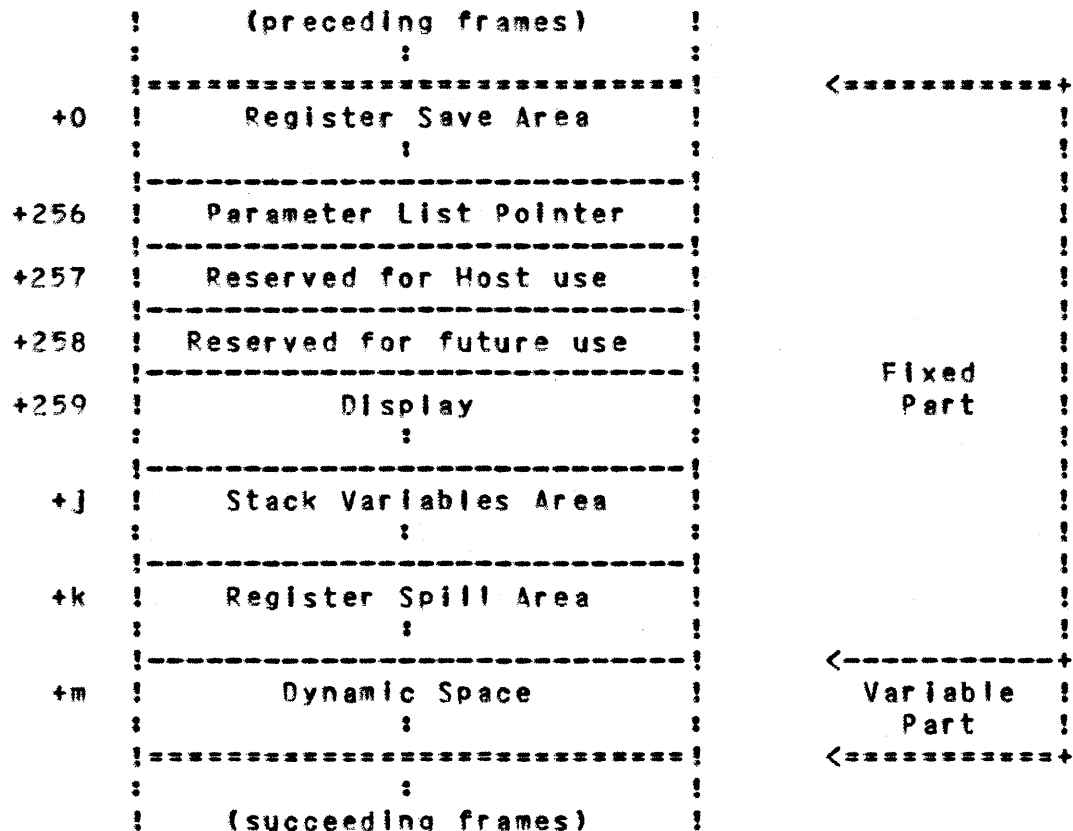 (preceding frames)
+0 Register Save Area
+256 Parameter List Pointer
+257 Reserved for Host use
+258 Reserved for future use
Fixed
+259 Display Part
+j Stack Variables Area
+k Register Spill Area
+m Dynamic Space Variable
Part
(succeeding frames)